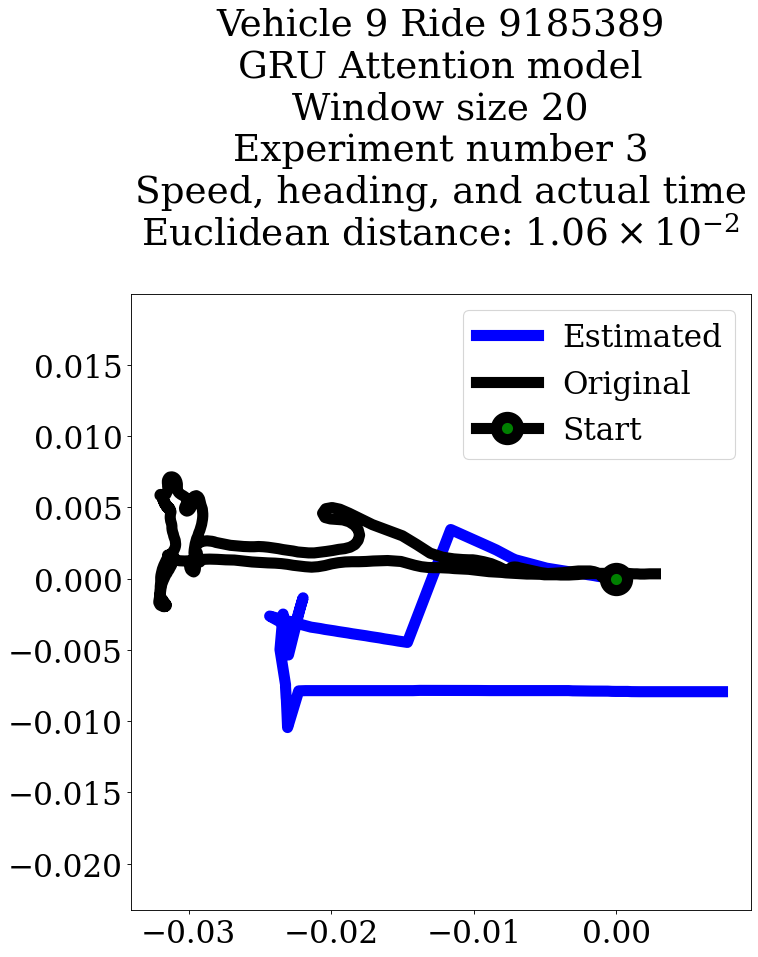 Vehicle 9 Ride 9185389
GRU Attention model
Window size 20
Experiment number 3
Speed, heading, and actual time
Euclidean distance: 1.06 × 10⁻²
Estimated
Original
Start
0.015
0.010
0.005
0.000
−0.005
−0.010
−0.015
−0.020
−0.03 −0.02 −0.01 0.00